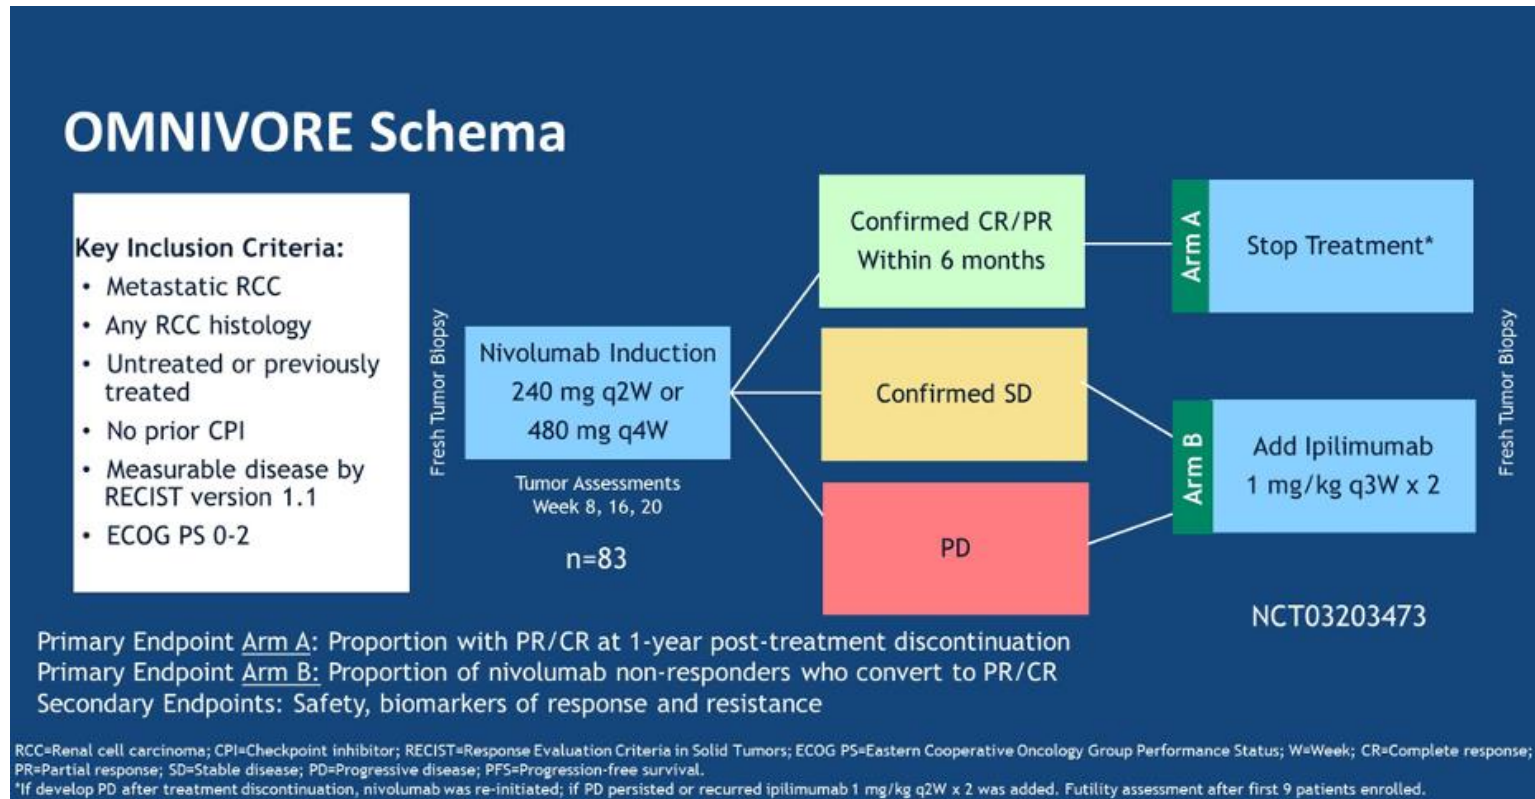 OMNIVORE Schema
Key Inclusion Criteria:
• Metastatic RCC
• Any RCC histology
• Untreated or previously
treated
• No prior CPI
• Measurable disease by
RECIST version 1.1
• ECOG PS 0-2
Fresh Tumor Biopsy
Nivolumab Induction
240 mg q2W or
480 mg q4W
Tumor Assessments
Week 8, 16, 20
n=83
Confirmed CR/PR
Within 6 months
Confirmed SD
PD
Arm A
Stop Treatment*
Arm B
Add Ipilimumab
1 mg/kg q3W x 2
Fresh Tumor Biopsy
NCT03203473
Primary Endpoint Arm A: Proportion with PR/CR at 1-year post-treatment discontinuation
Primary Endpoint Arm B: Proportion of nivolumab non-responders who convert to PR/CR
Secondary Endpoints: Safety, biomarkers of response and resistance
RCC=Renal cell carcinoma; CPI=Checkpoint inhibitor; RECIST=Response Evaluation Criteria in Solid Tumors; ECOG PS=Eastern Cooperative Oncology Group Performance Status; W=Week; CR=Complete response;
PR=Partial response; SD=Stable disease; PD=Progressive disease; PFS=Progression-free survival.
*If develop PD after treatment discontinuation, nivolumab was re-initiated; if PD persisted or recurred ipilimumab 1 mg/kg q2W x 2 was added. Futility assessment after first 9 patients enrolled.